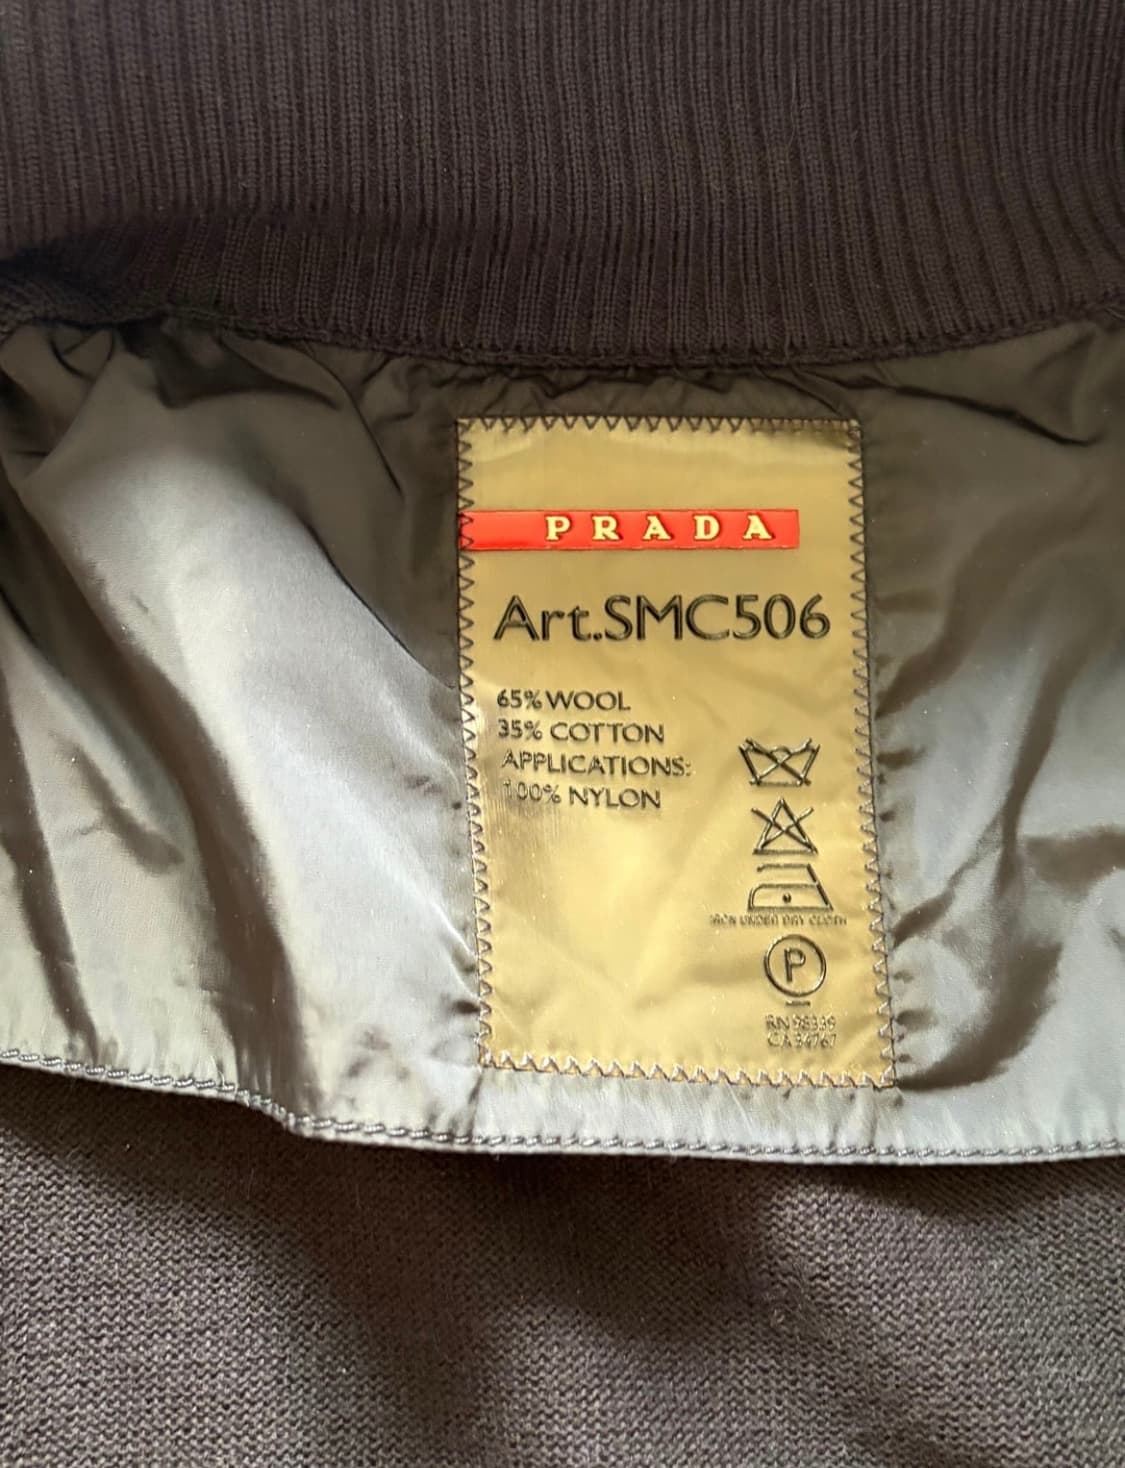 PRADA
Art.SMC506
65% WOOL
35% COTTON
APPLICATIONS:
100% NYLON
IRON UNDER DRY CLOTH
P
RN 98339
CA 34767